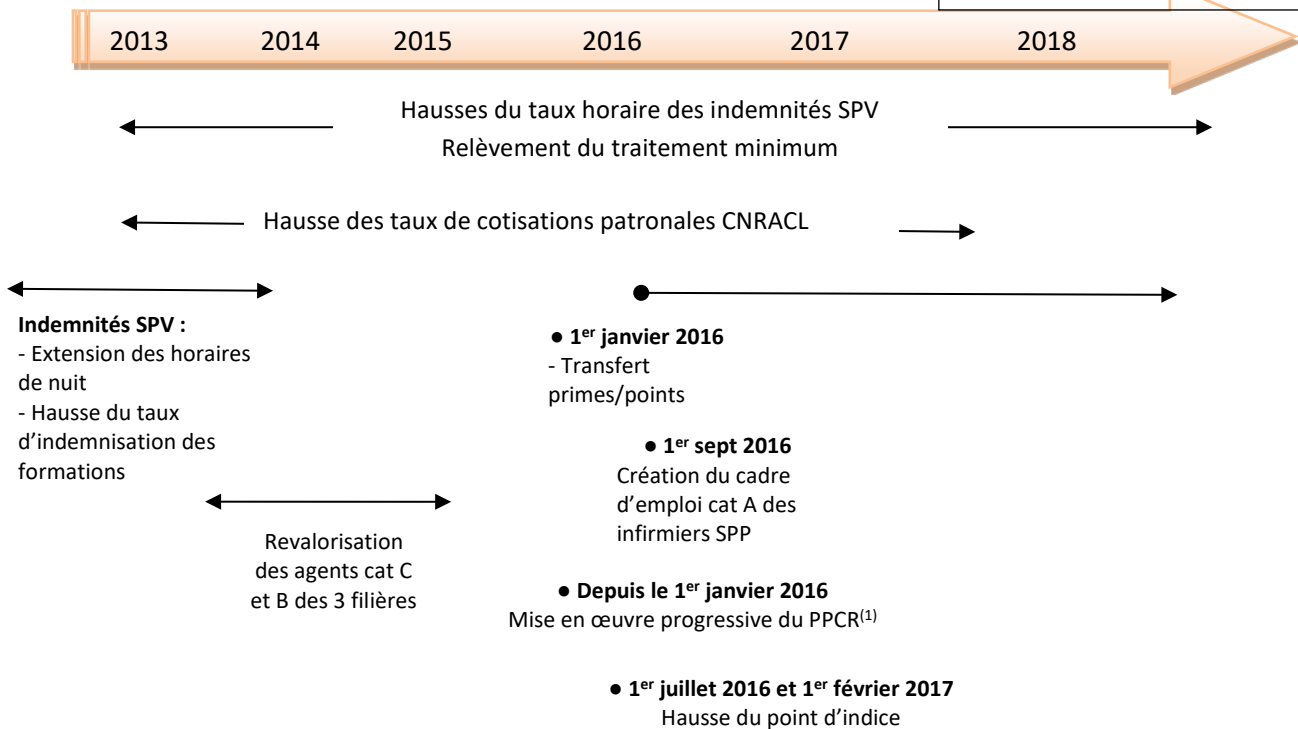 2013 2014 2015 2016 2017 2018
Hausses du taux horaire des indemnités SPV
Relèvement du traitement minimum
Hausse des taux de cotisations patronales CNRACL
Indemnités SPV :
- Extension des horaires
de nuit
- Hausse du taux
d'indemnisation des
formations
● 1er janvier 2016
- Transfert
primes/points
● 1er sept 2016
Création du cadre
d'emploi cat A des
infirmiers SPP
Revalorisation
des agents cat C
et B des 3 filières
● Depuis le 1er janvier 2016
Mise en œuvre progressive du PPCR(1)
● 1er juillet 2016 et 1er février 2017
Hausse du point d'indice